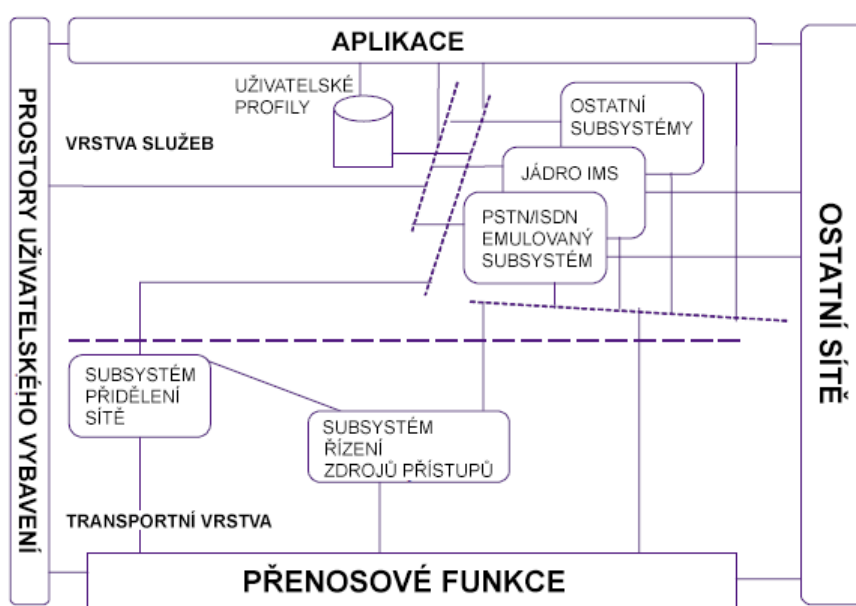 APLIKACE
PROSTORY UŽIVATELSKÉHO VYBAVENÍ
UŽIVATELSKÉ
PROFILY
VRSTVA SLUŽEB
OSTATNÍ
SUBSYSTÉMY
JÁDRO IMS
PSTN/ISDN
EMULOVANÝ
SUBSYSTÉM
OSTATNÍ SÍTĚ
SUBSYSTÉM
PŘIDĚLENÍ
SÍTĚ
SUBSYSTÉM
ŘÍZENÍ
ZDROJŮ PŘÍSTUPŮ
TRANSPORTNÍ VRSTVA
PŘENOSOVÉ FUNKCE